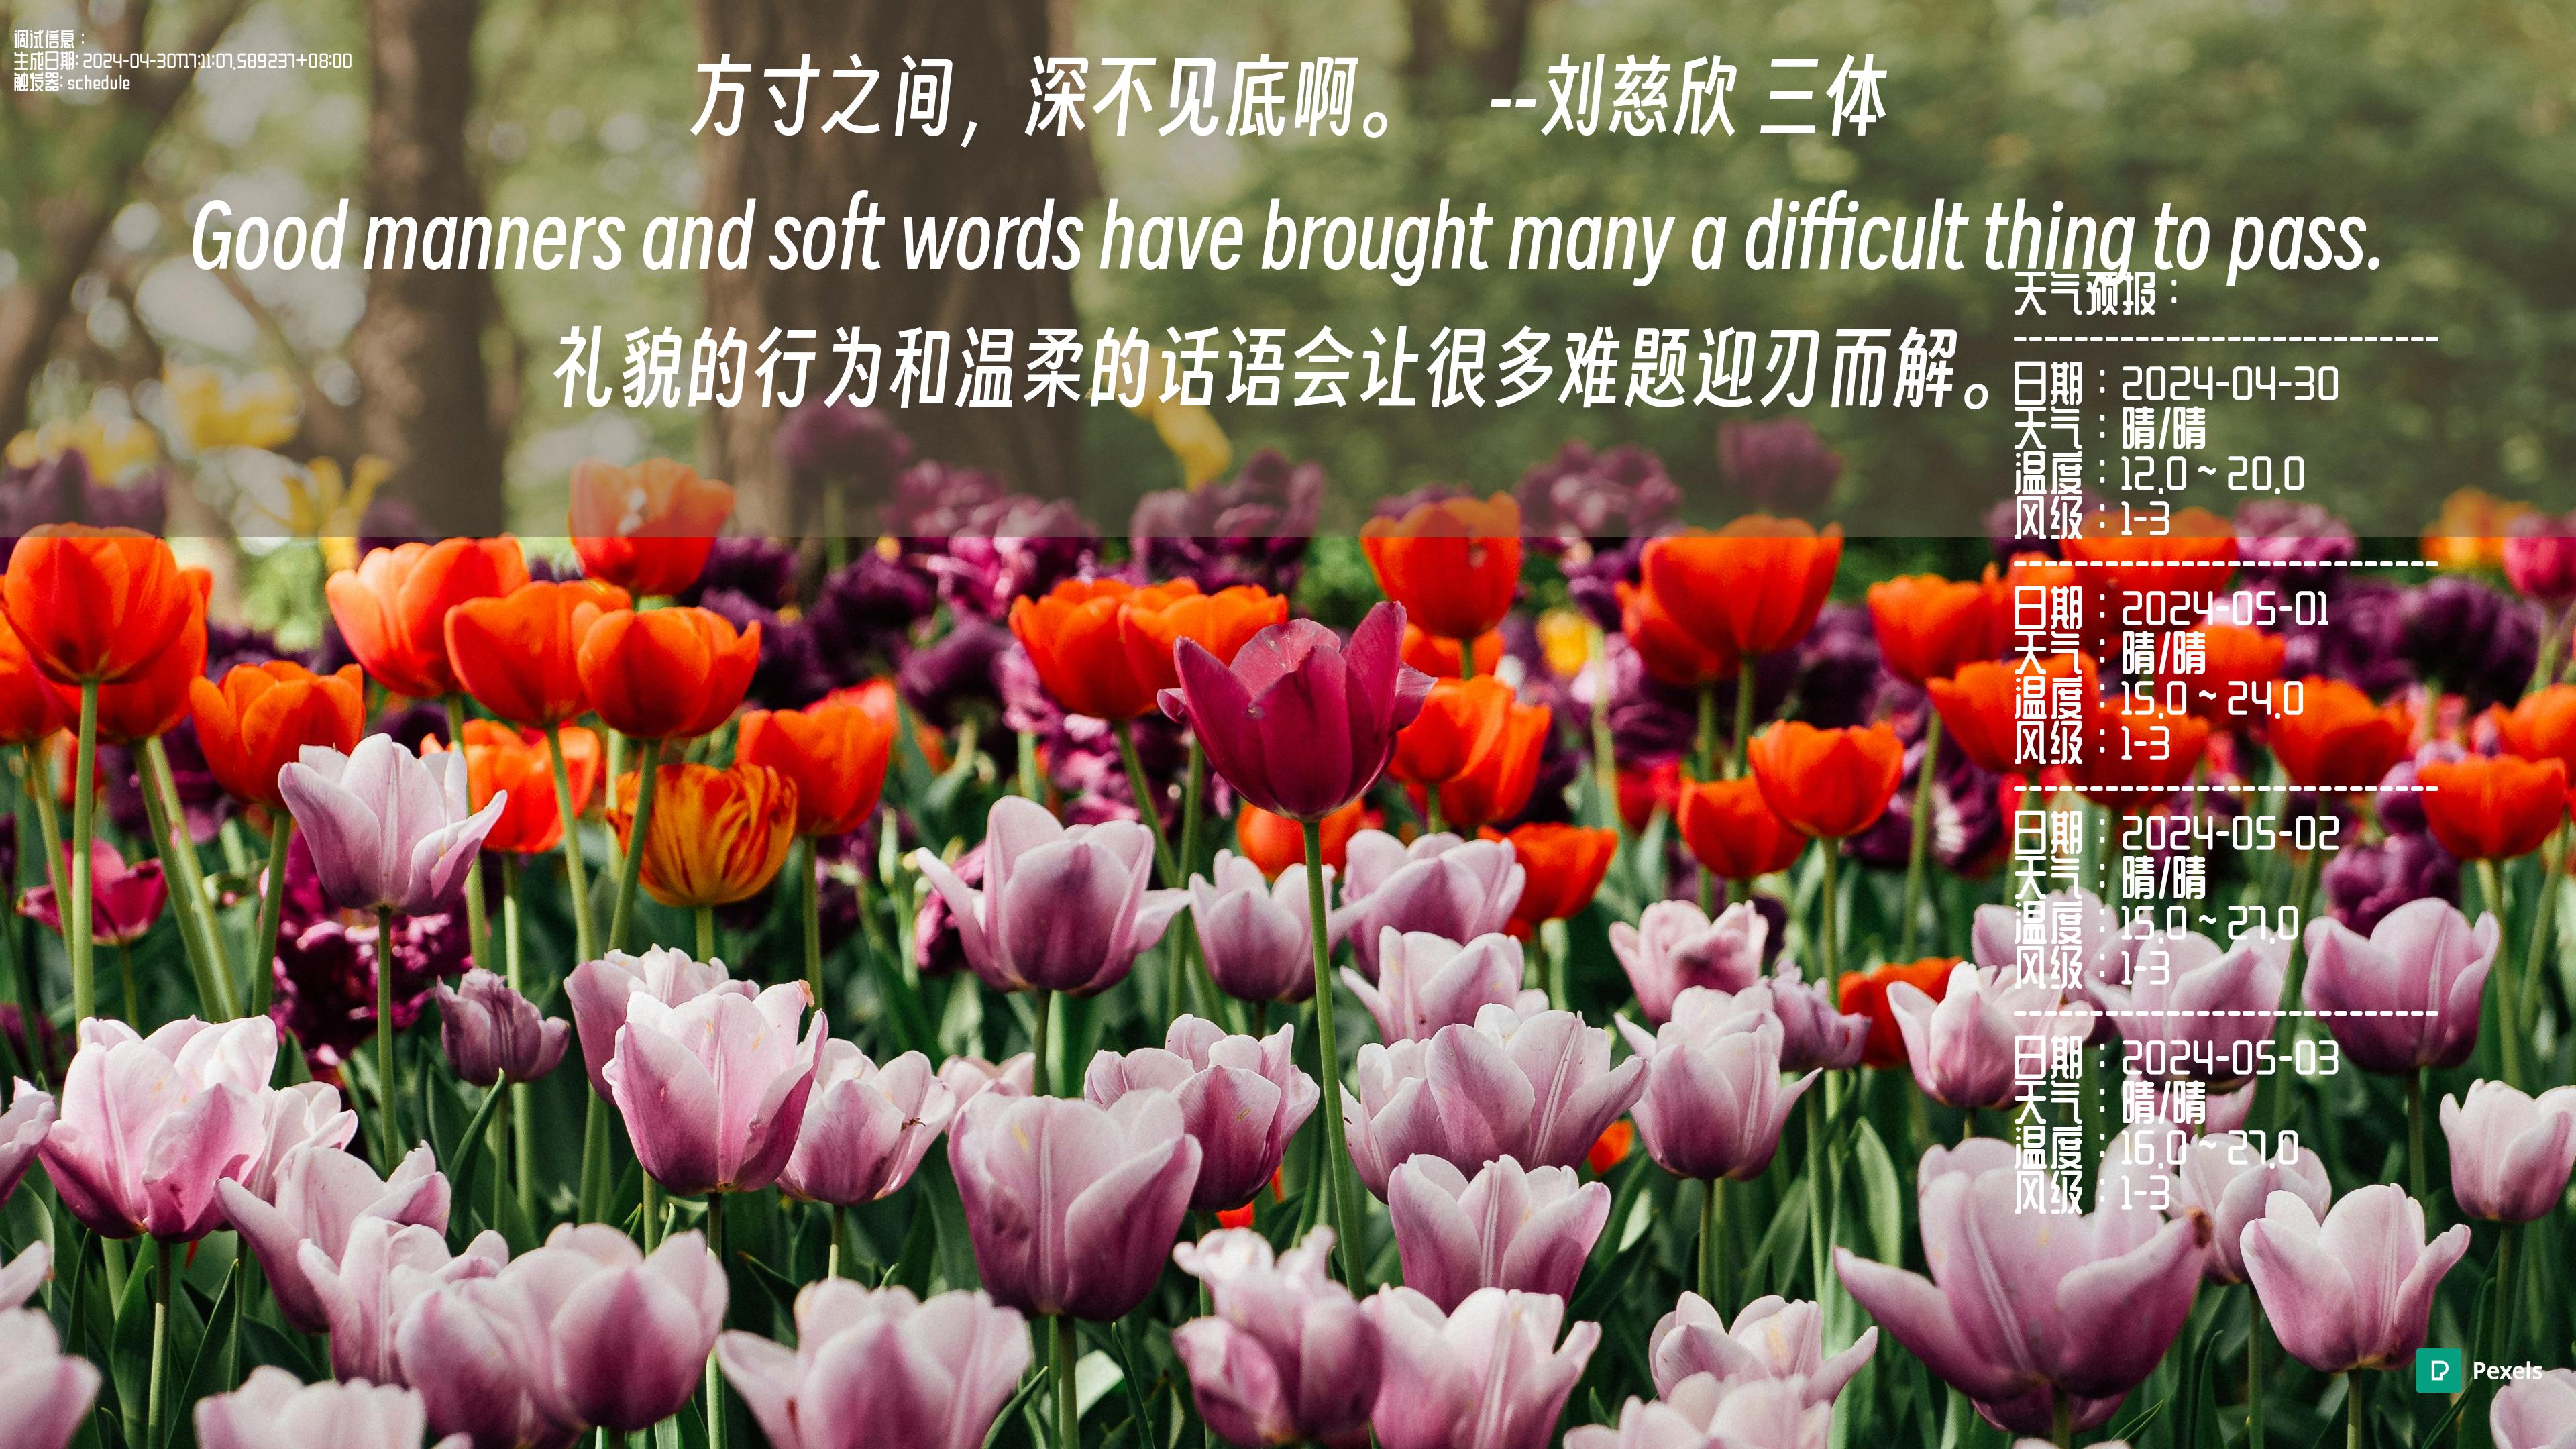 调试信息：
生成日期: 2024-04-30T17:11:07.589237+08:00
触发器: schedule
方寸之间，深不见底啊。 --刘慈欣 三体
Good manners and soft words have brought many a difficult thing to pass.
礼貌的行为和温柔的话语会让很多难题迎刃而解。
天气预报：
----------------------------
日期：2024-04-30
天气：晴/晴
温度：12.0 ~ 20.0
风级：1-3
----------------------------
日期：2024-05-01
天气：晴/晴
温度：15.0 ~ 24.0
风级：1-3
----------------------------
日期：2024-05-02
天气：晴/晴
温度：15.0 ~ 27.0
风级：1-3
----------------------------
日期：2024-05-03
天气：晴/晴
温度：16.0 ~ 27.0
风级：1-3
Pexels